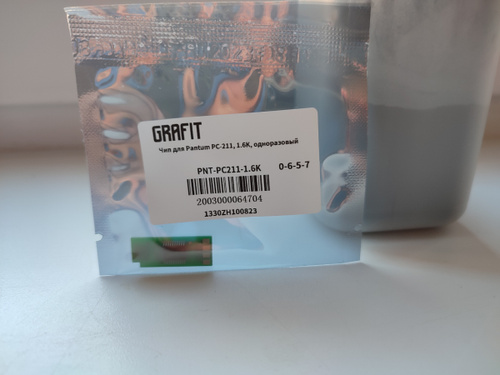 GRAFIT
Чип для Pantum PC-211, 1.6K, одноразовый
PNT-PC211-1.6K 0-6-5-7
2003000064704
1330ZH100823